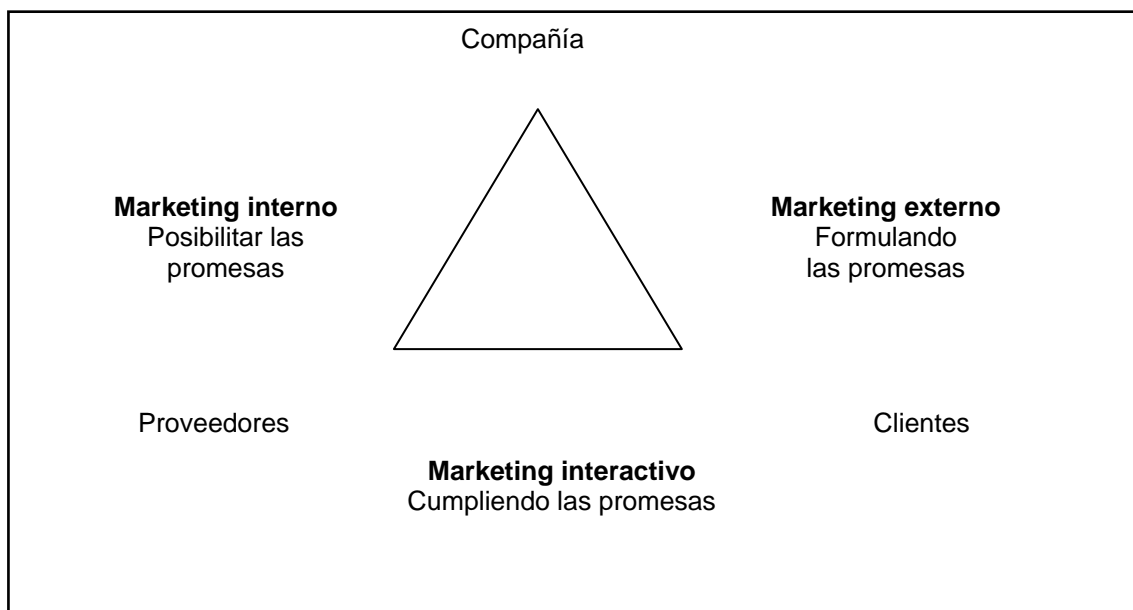 Compañía
Marketing interno
Posibilitar las
promesas
Marketing externo
Formulando
las promesas
Proveedores
Clientes
Marketing interactivo
Cumpliendo las promesas